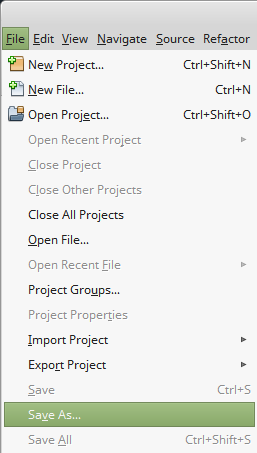 File Edit View Navigate Source Refactor
New Project... Ctrl+Shift+N
New File... Ctrl+N
Open Project... Ctrl+Shift+O
Open Recent Project
Close Project
Close Other Projects
Close All Projects
Open File...
Open Recent File
Project Groups...
Project Properties
Import Project
Export Project
Save Ctrl+S
Save As...
Save All Ctrl+Shift+S